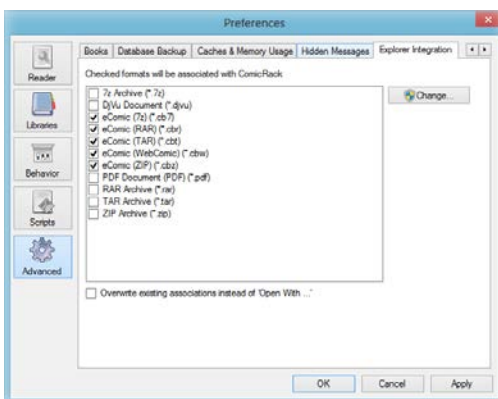 Preferences
Books Database Backup Caches & Memory Usage Hidden Messages Explorer Integration
Reader
Libraries
Behavior
Scripts
Advanced
Checked formats will be associated with ComicRack
7z Archive (*.7z)
DjVu Document (*.djvu)
eComic (7z) (*.cb7)
eComic (RAR) (*.cbr)
eComic (TAR) (*.cbt)
eComic (WebComic) (*.cbw)
eComic (ZIP) (*.cbz)
PDF Document (PDF) (*.pdf)
RAR Archive (*.rar)
TAR Archive (*.tar)
ZIP Archive (*.zip)
Change...
Overwrite existing associations instead of 'Open With ...'
OK Cancel Apply